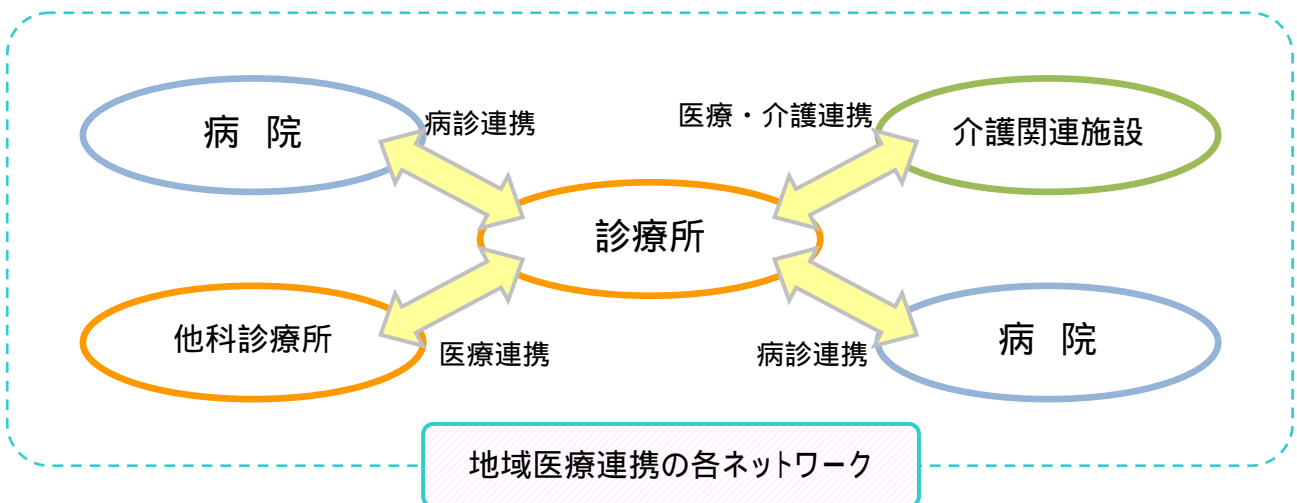 病 院
病診連携
医療・介護連携
介護関連施設
診療所
他科診療所
医療連携
病診連携
病 院
地域医療連携の各ネットワーク